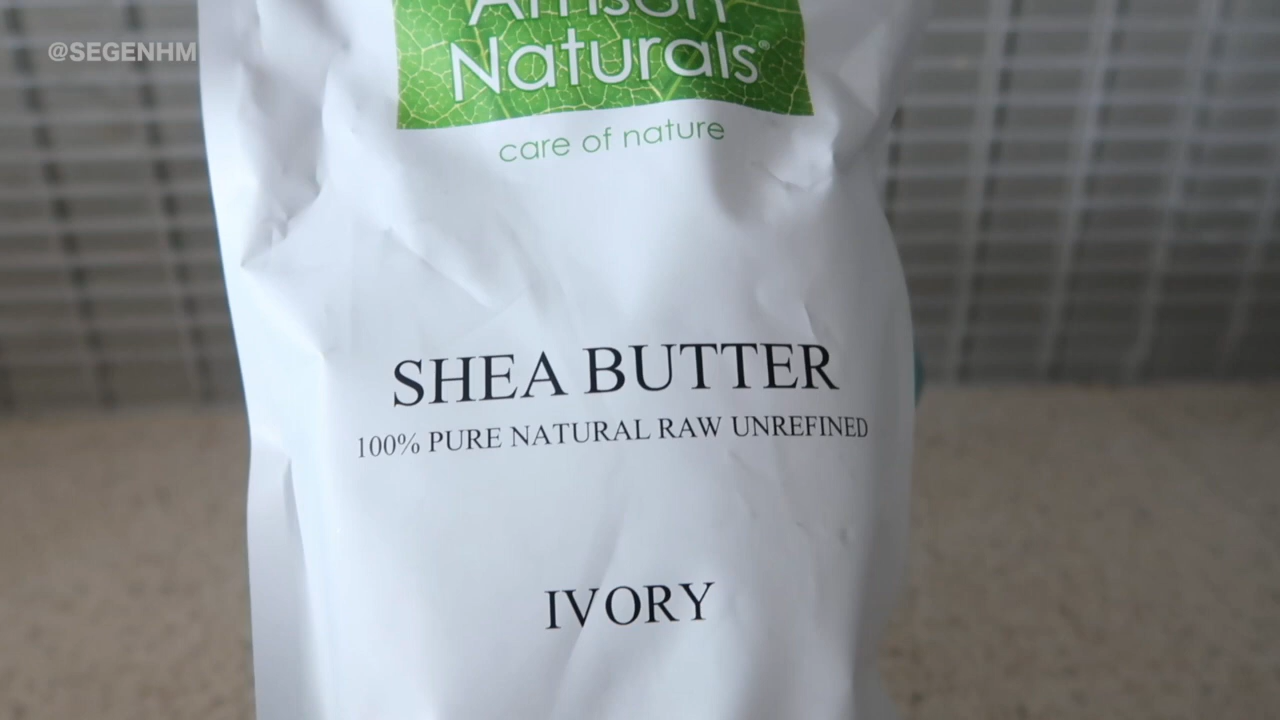 @SEGENHM
Naturals®
care of nature
SHEA BUTTER
100% PURE NATURAL RAW UNREFINED
IVORY